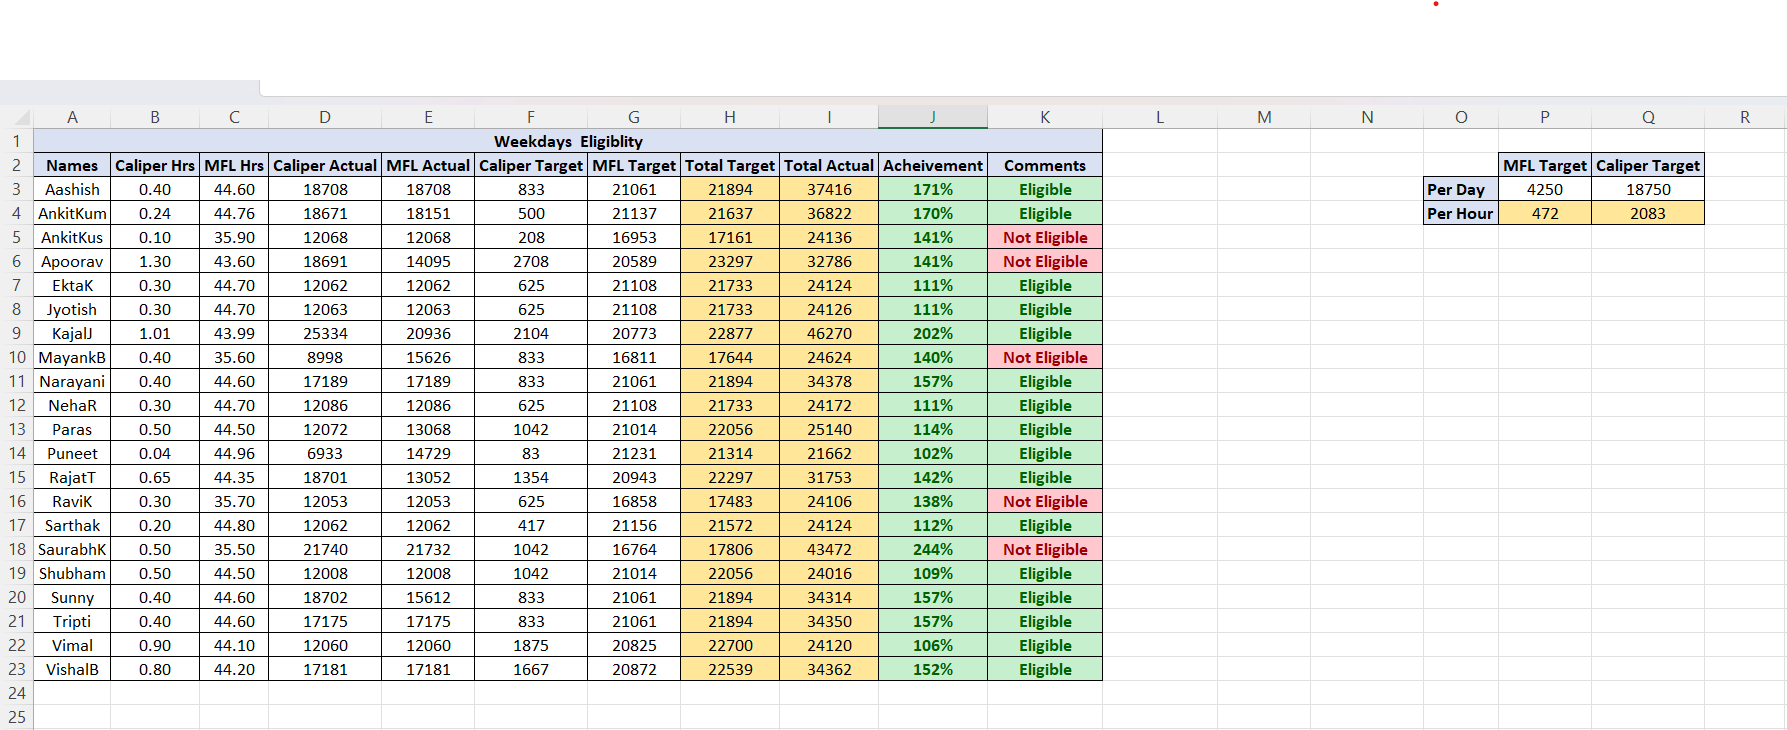 A B C D E F G H I J K L M N O P Q R
1 Weekdays Eligiblity
2 Names Caliper Hrs MFL Hrs Caliper Actual MFL Actual Caliper Target MFL Target Total Target Total Actual Acheivement Comments MFL Target Caliper Target
3 Aashish 0.40 44.60 18708 18708 833 21061 21894 37416 171% Eligible Per Day 4250 18750
4 AnkitKum 0.24 44.76 18671 18151 500 21137 21637 36822 170% Eligible Per Hour 472 2083
5 AnkitKus 0.10 35.90 12068 12068 208 16953 17161 24136 141% Not Eligible
6 Apoorav 1.30 43.60 18691 14095 2708 20589 23297 32786 141% Not Eligible
7 EktaK 0.30 44.70 12062 12062 625 21108 21733 24124 111% Eligible
8 Jyotish 0.30 44.70 12063 12063 625 21108 21733 24126 111% Eligible
9 KajalJ 1.01 43.99 25334 20936 2104 20773 22877 46270 202% Eligible
10 MayankB 0.40 35.60 8998 15626 833 16811 17644 24624 140% Not Eligible
11 Narayani 0.40 44.60 17189 17189 833 21061 21894 34378 157% Eligible
12 NehaR 0.30 44.70 12086 12086 625 21108 21733 24172 111% Eligible
13 Paras 0.50 44.50 12072 13068 1042 21014 22056 25140 114% Eligible
14 Puneet 0.04 44.96 6933 14729 83 21231 21314 21662 102% Eligible
15 RajatT 0.65 44.35 18701 13052 1354 20943 22297 31753 142% Eligible
16 RaviK 0.30 35.70 12053 12053 625 16858 17483 24106 138% Not Eligible
17 Sarthak 0.20 44.80 12062 12062 417 21156 21572 24124 112% Eligible
18 SaurabhK 0.50 35.50 21740 21732 1042 16764 17806 43472 244% Not Eligible
19 Shubham 0.50 44.50 12008 12008 1042 21014 22056 24016 109% Eligible
20 Sunny 0.40 44.60 18702 15612 833 21061 21894 34314 157% Eligible
21 Tripti 0.40 44.60 17175 17175 833 21061 21894 34350 157% Eligible
22 Vimal 0.90 44.10 12060 12060 1875 20825 22700 24120 106% Eligible
23 VishalB 0.80 44.20 17181 17181 1667 20872 22539 34362 152% Eligible
24
25